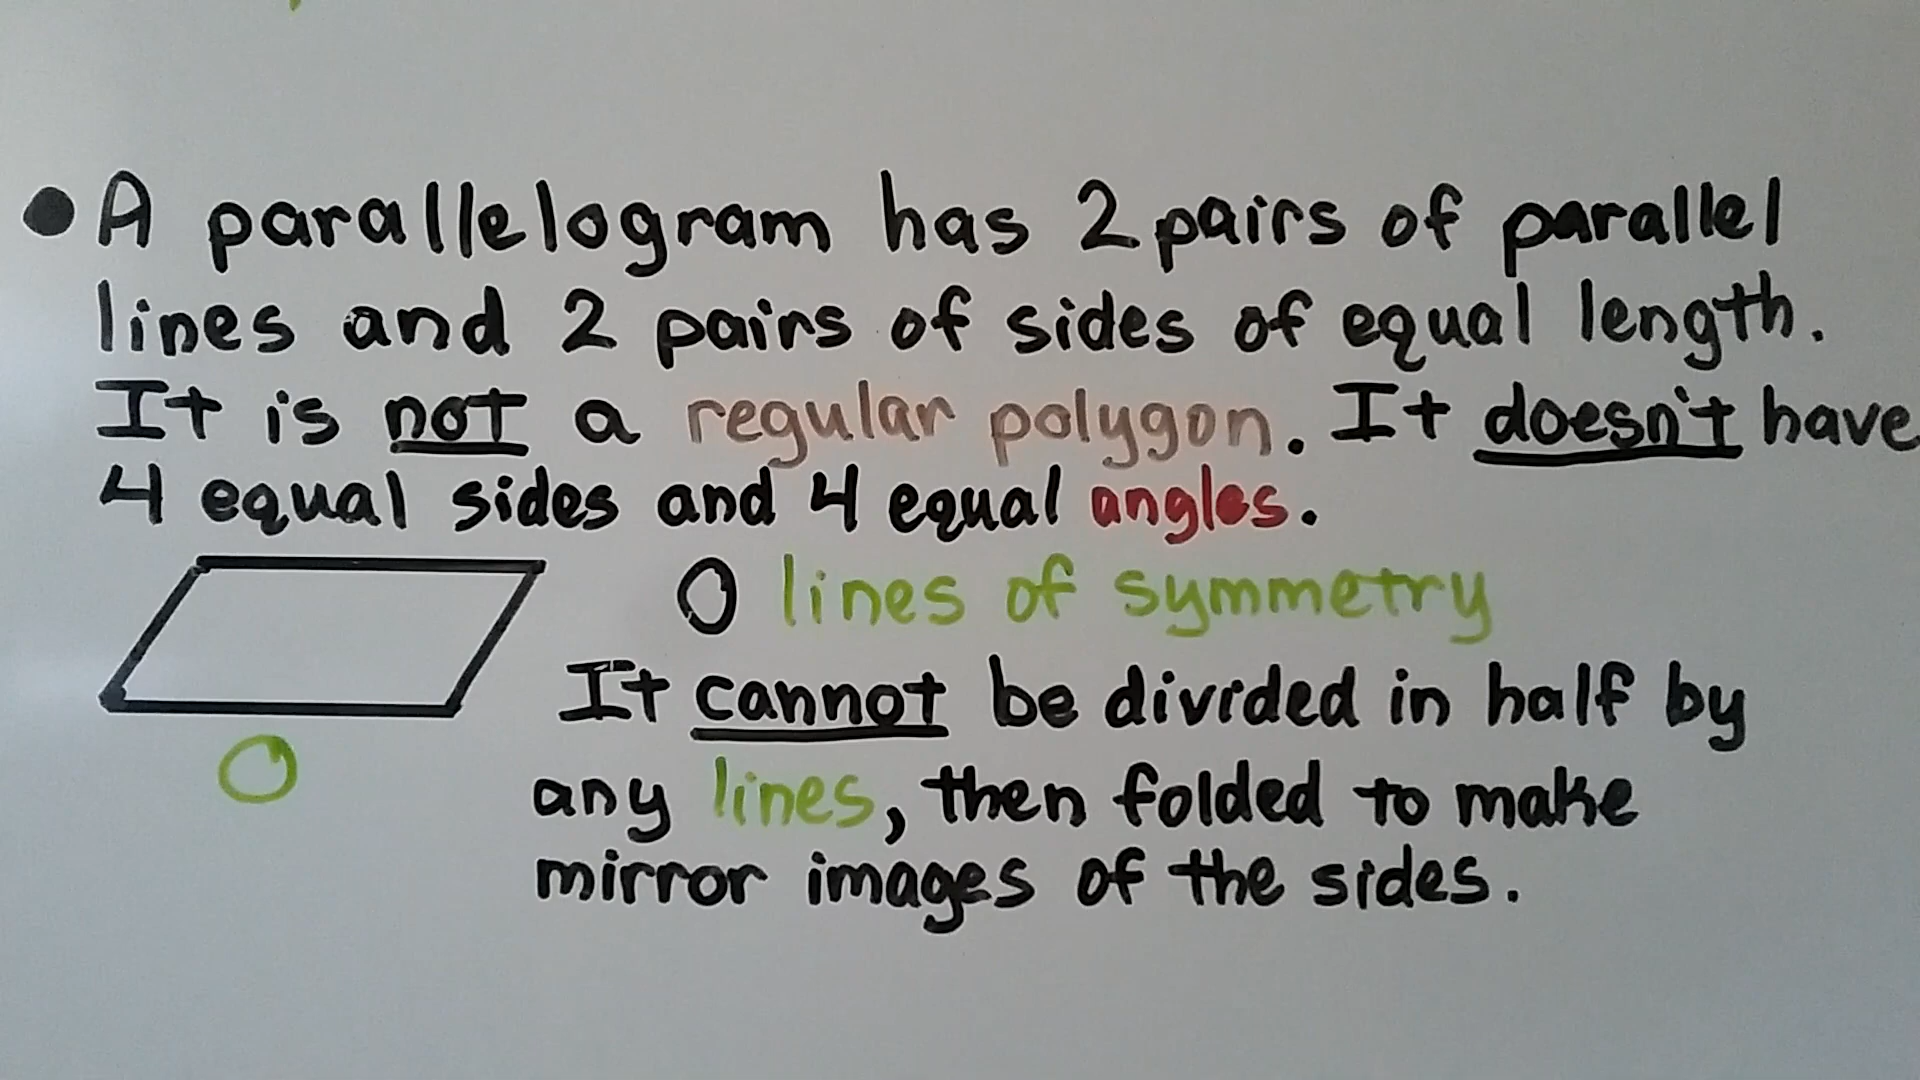 ● A parallelogram has 2 pairs of parallel
lines and 2 pairs of sides of equal length.
It is not a regular polygon. It doesn't have
4 equal sides and 4 equal angles.
0 lines of symmetry
It cannot be divided in half by
any lines, then folded to make
mirror images of the sides.
0